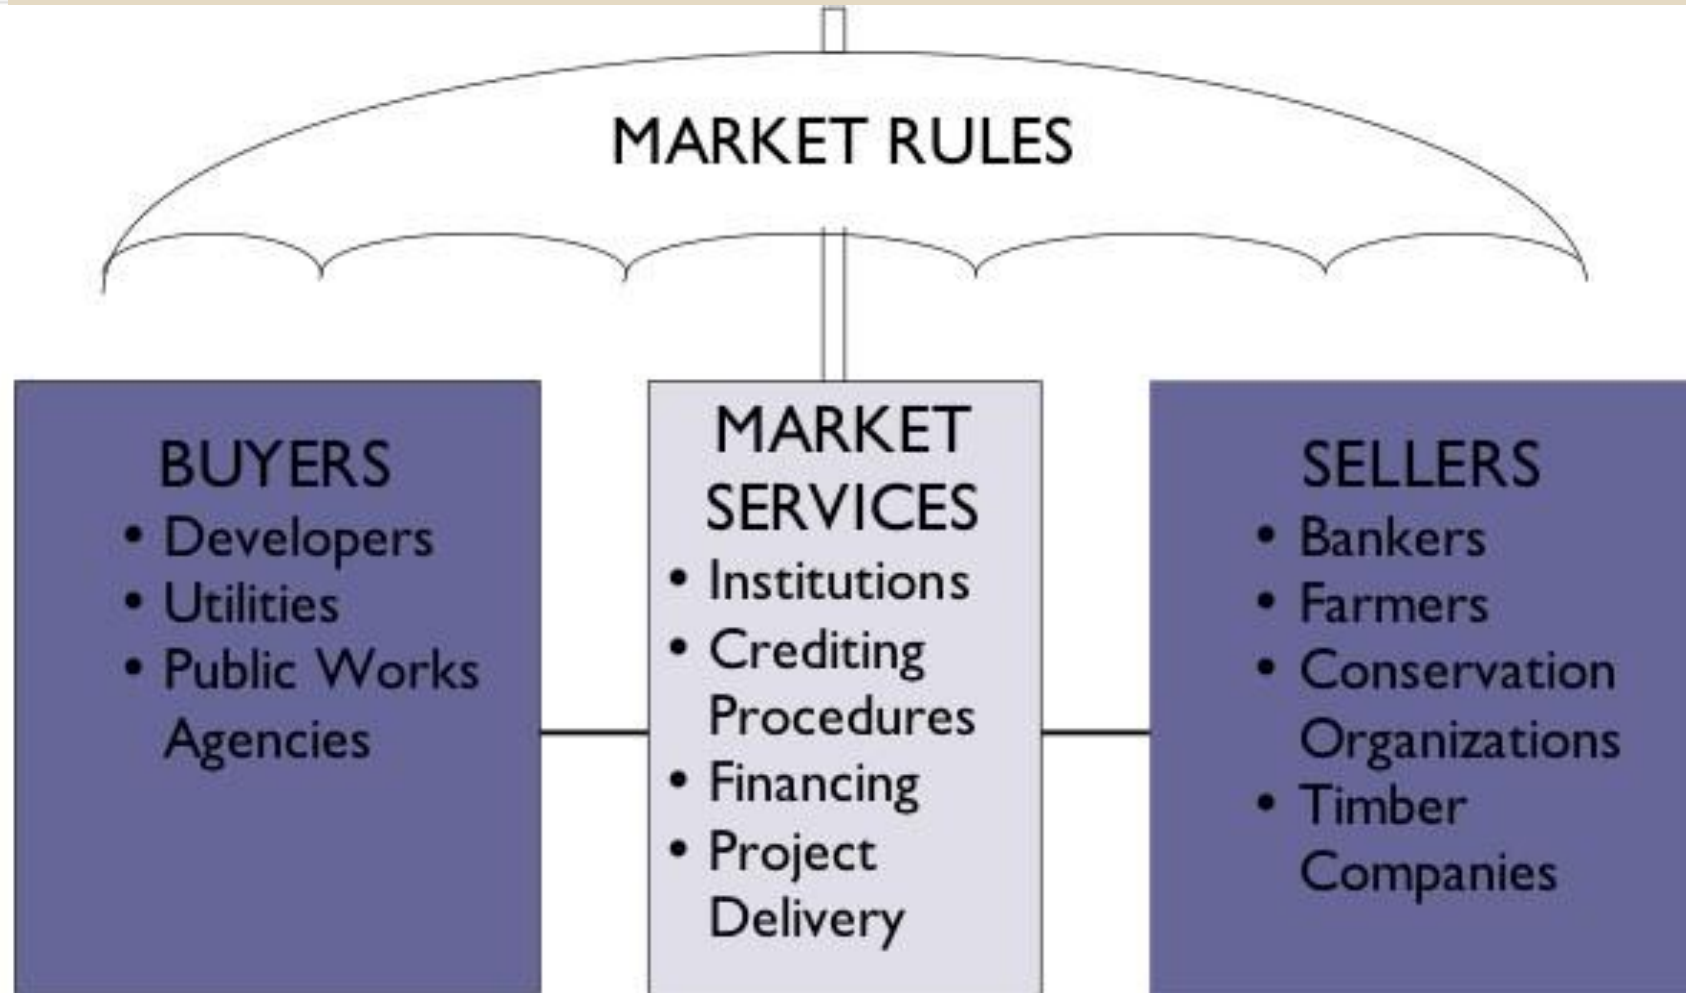 MARKET RULES
BUYERS
• Developers
• Utilities
• Public Works
Agencies
MARKET
SERVICES
• Institutions
• Crediting
Procedures
• Financing
• Project
Delivery
SELLERS
• Bankers
• Farmers
• Conservation
Organizations
• Timber
Companies